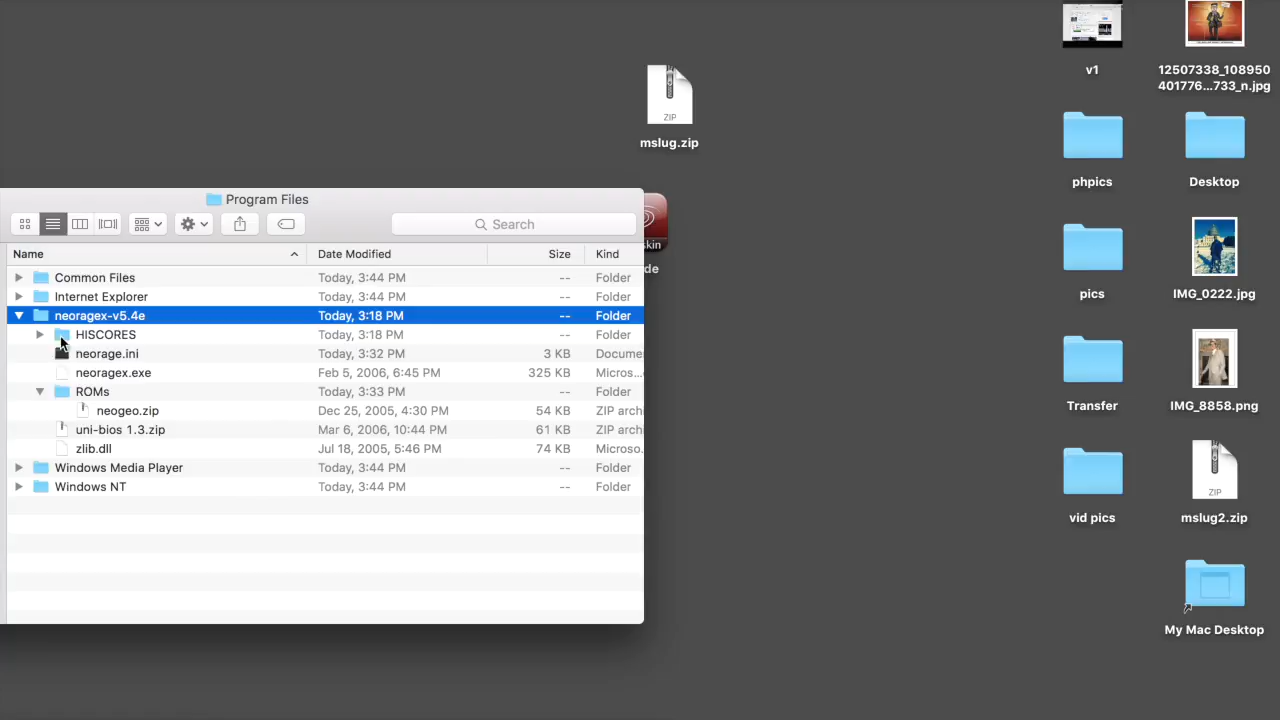 v1
12507338_108950
401776...733_n.jpg
ZIP
mslug.zip
phpics
Desktop
Program Files
Search
skin
de
Name
Date Modified
Size
Kind
Common Files
Today, 3:44 PM
--
Folder
Internet Explorer
Today, 3:44 PM
--
Folder
neoragex-v5.4e
Today, 3:18 PM
--
Folder
HISCORES
Today, 3:18 PM
--
Folder
neorage.ini
Today, 3:32 PM
3 KB
Docume
neoragex.exe
Feb 5, 2006, 6:45 PM
325 KB
Micros...
ROMs
Today, 3:33 PM
--
Folder
neogeo.zip
Dec 25, 2005, 4:30 PM
54 KB
ZIP archi
uni-bios 1.3.zip
Mar 6, 2006, 10:44 PM
61 KB
ZIP archi
zlib.dll
Jul 18, 2005, 5:46 PM
74 KB
Microso.
Windows Media Player
Today, 3:44 PM
--
Folder
Windows NT
Today, 3:44 PM
--
Folder
pics
IMG_0222.jpg
Transfer
IMG_8858.png
vid pics
ZIP
mslug2.zip
My Mac Desktop